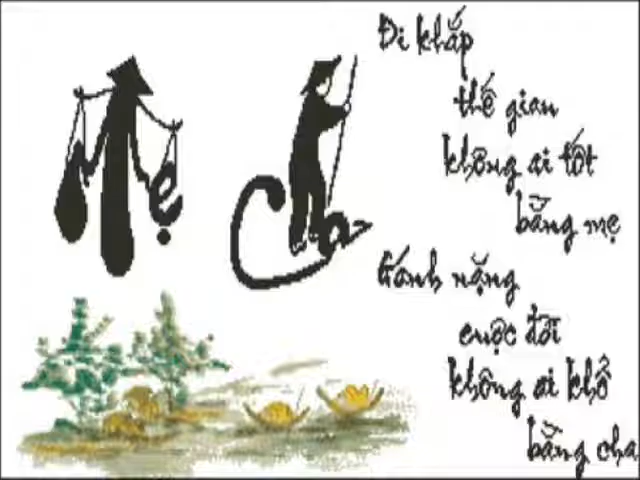 Mẹ Cha
Đi khắp
thế gian
không ai tốt
bằng mẹ
Gánh nặng
cuộc đời
không ai khổ
bằng cha